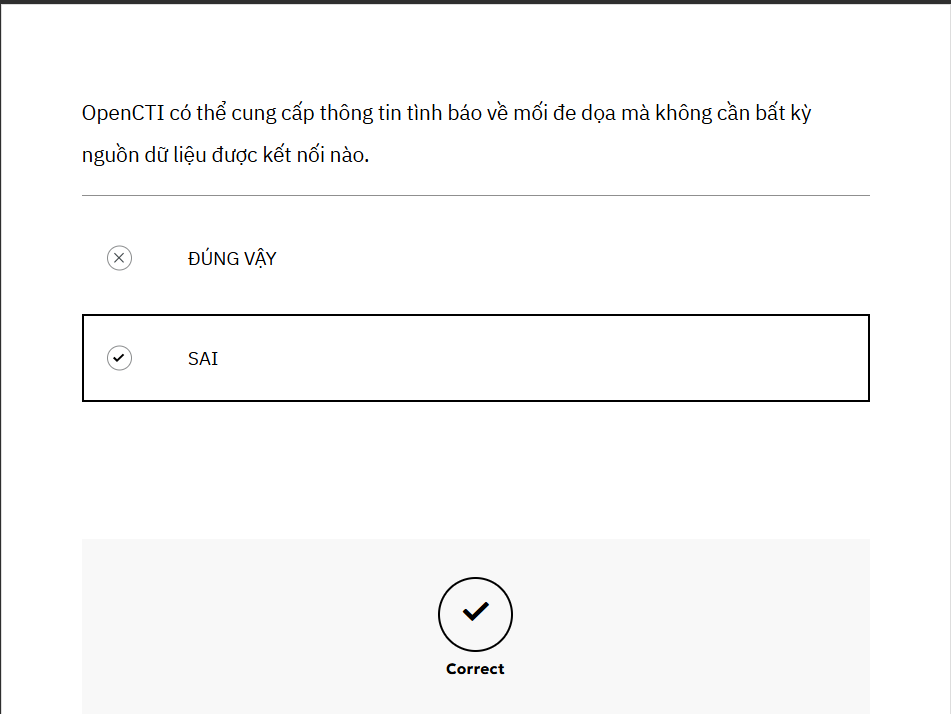 OpenCTI có thể cung cấp thông tin tình báo về mối đe dọa mà không cần bất kỳ
nguồn dữ liệu được kết nối nào.
ĐÚNG VẬY
SAI
Correct